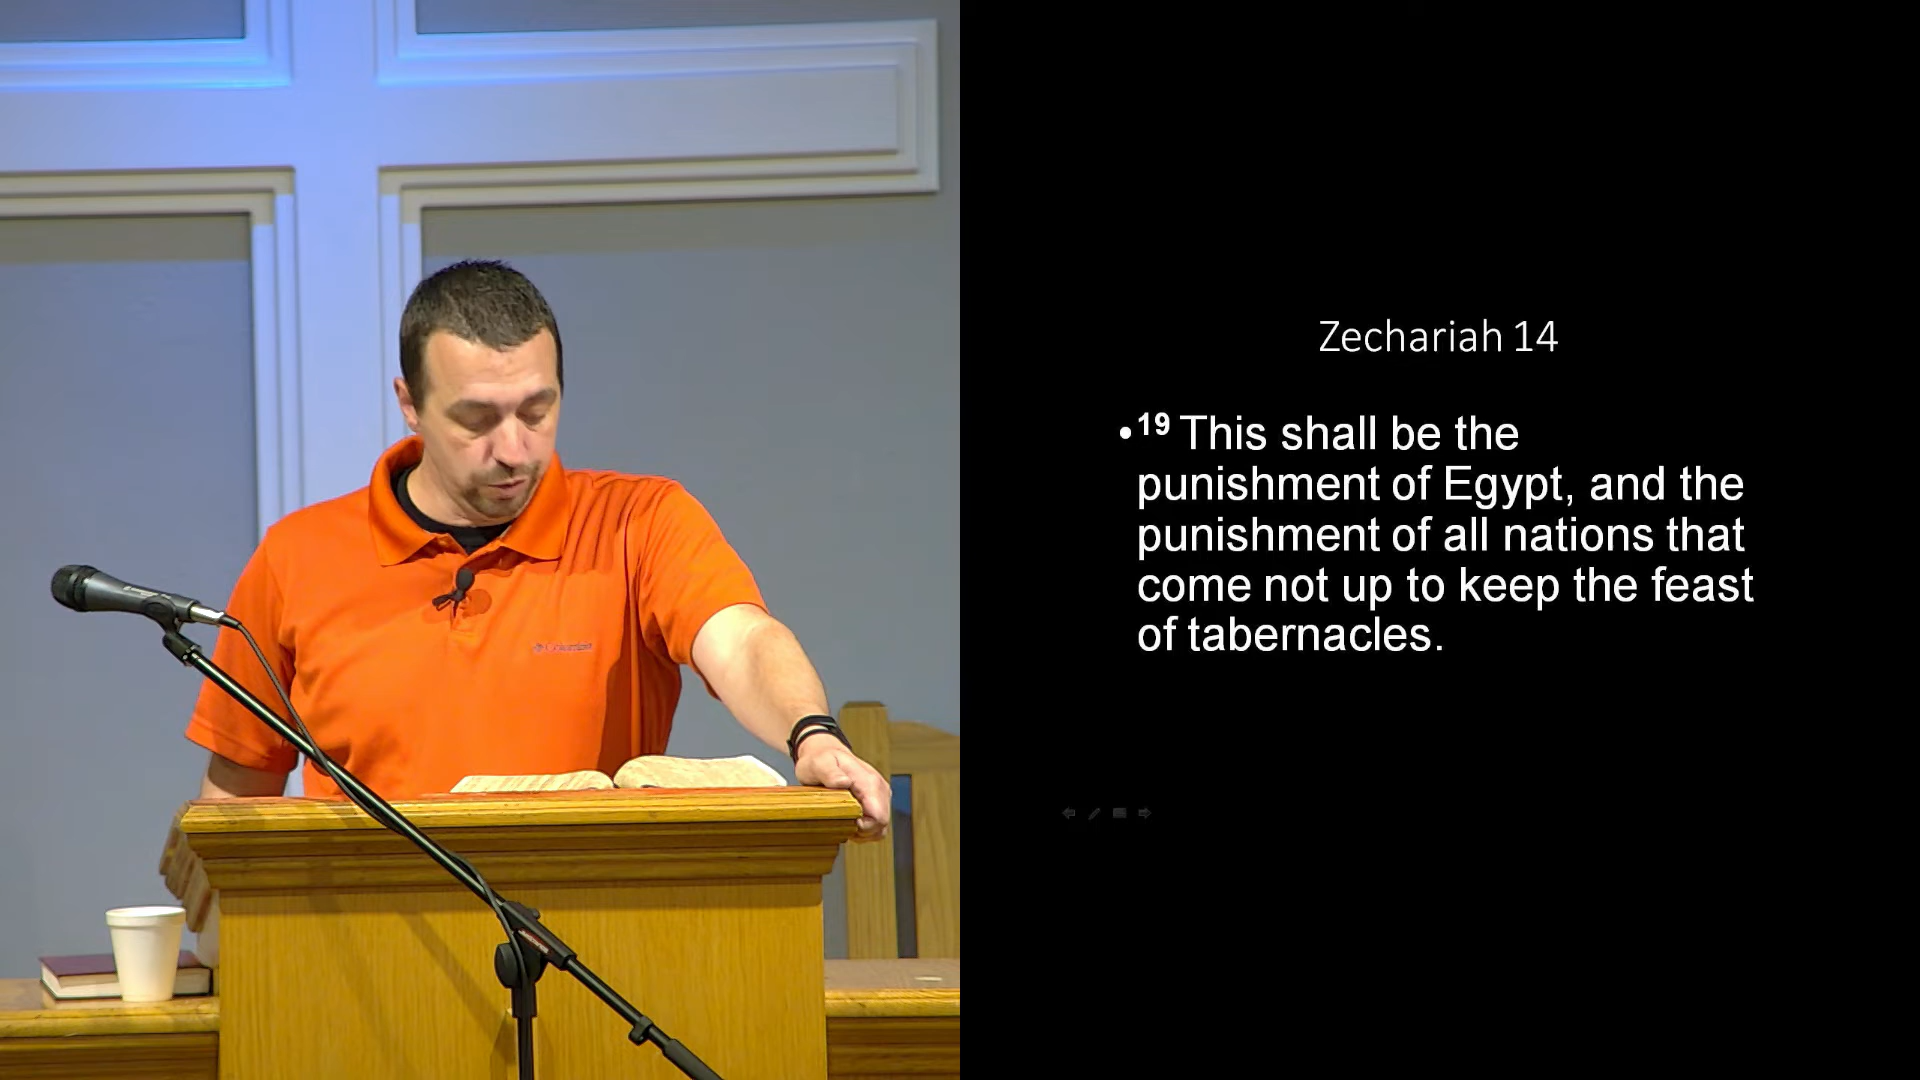 Zechariah 14
•19 This shall be the
punishment of Egypt, and the
punishment of all nations that
come not up to keep the feast
of tabernacles.
Columbia